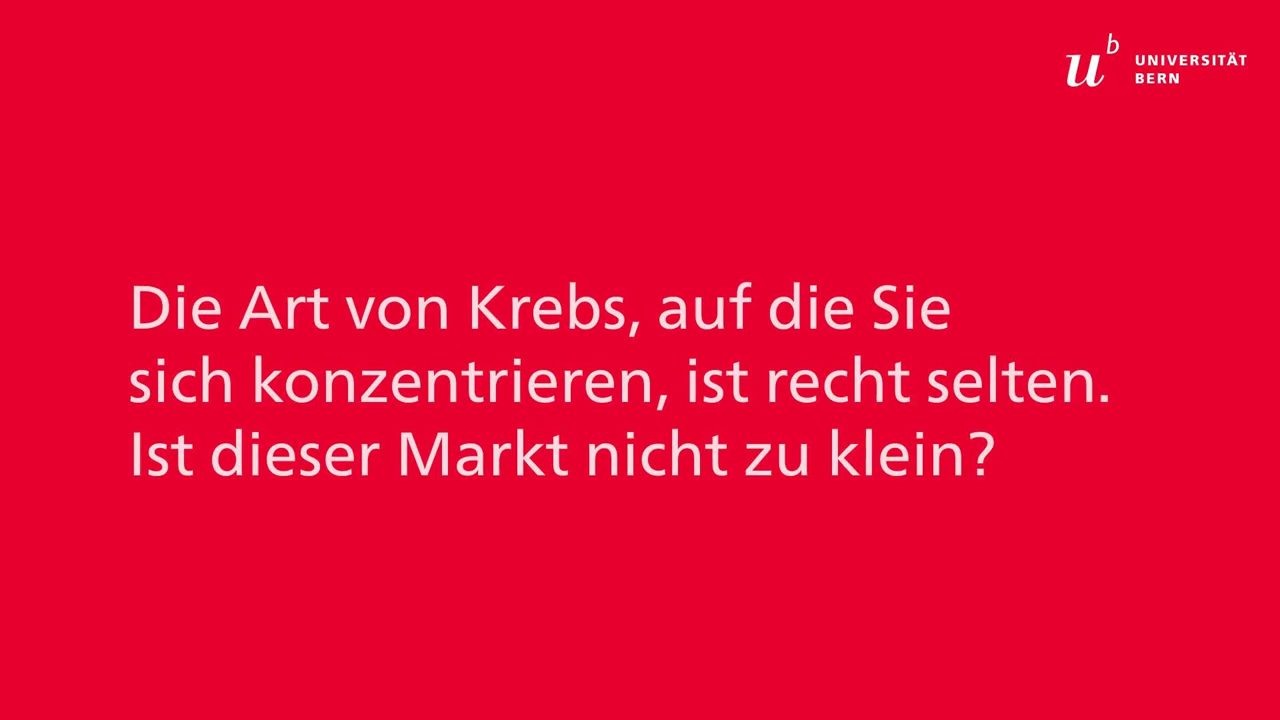 u b UNIVERSITÄT
BERN
Die Art von Krebs, auf die Sie
sich konzentrieren, ist recht selten.
Ist dieser Markt nicht zu klein?